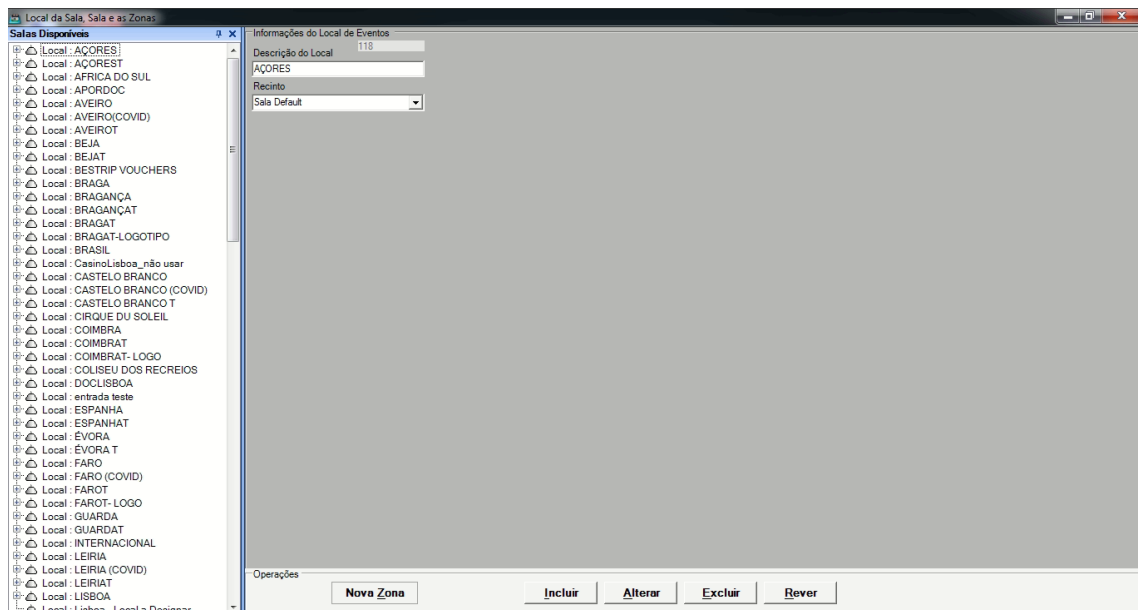 Local da Sala, Sala e as Zonas
Salas Disponíveis
Local : AÇORES
Local : AÇOREST
Local : AFRICA DO SUL
Local : APORDOC
Local : AVEIRO
Local : AVEIRO(COVID)
Local : AVEIROT
Local : BEJA
Local : BEJAT
Local : BESTRIP VOUCHERS
Local : BRAGA
Local : BRAGANÇA
Local : BRAGANÇAT
Local : BRAGAT
Local : BRAGAT-LOGOTIPO
Local : BRASIL
Local : CasinoLisboa_não usar
Local : CASTELO BRANCO
Local : CASTELO BRANCO (COVID)
Local : CASTELO BRANCO T
Local : CIRQUE DU SOLEIL
Local : COIMBRA
Local : COIMBRAT
Local : COIMBRAT- LOGO
Local : COLISEU DOS RECREIOS
Local : DOCLISBOA
Local : entrada teste
Local : ESPANHA
Local : ESPANHAT
Local : ÉVORA
Local : ÉVORA T
Local : FARO
Local : FARO (COVID)
Local : FAROT
Local : FAROT- LOGO
Local : GUARDA
Local : GUARDAT
Local : INTERNACIONAL
Local : LEIRIA
Local : LEIRIA (COVID)
Local : LEIRIAT
Local : LISBOA
Local : Lisboa - Local a Designar
Informações do Local de Eventos
118
Descrição do Local
AÇORES
Recinto
Sala Default
Operações
Nova Zona
Incluir
Alterar
Excluir
Rever